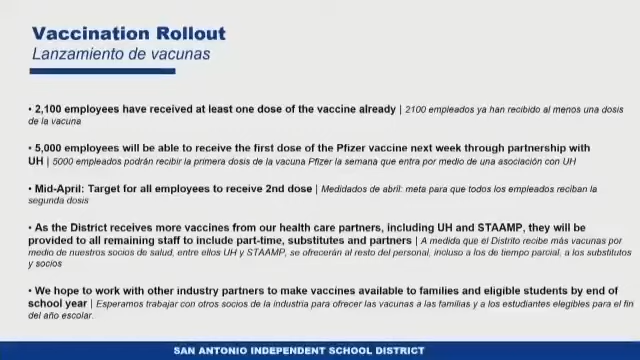 Vaccination Rollout
Lanzamiento de vacunas
• 2,100 employees have received at least one dose of the vaccine already | 2100 empleados ya han recibido al menos una dosis
de la vacuna
• 5,000 employees will be able to receive the first dose of the Pfizer vaccine next week through partnership with
UH | 5000 empleados podrán recibir la primera dosis de la vacuna Pfizer la semana que entra por medio de una asociación con UH
• Mid-April: Target for all employees to receive 2nd dose | Medidados de abril: meta para que todos los empleados reciban la
segunda dosis
• As the District receives more vaccines from our health care partners, including UH and STAAMP, they will be
provided to all remaining staff to include part-time, substitutes and partners | A medida que el Distrito recibe más vacunas por
medio de nuestros socios de salud, entre ellos UH y STAAMP, se ofrecerán al resto del personal, incluso a los de tiempo parcial, a los substitutos
y socios
• We hope to work with other industry partners to make vaccines available to families and eligible students by end of
school year | Esperamos trabajar con otros socios de la industria para ofrecer las vacunas a las familias y a los estudiantes elegibles para el fin
del año escolar.
SAN ANTONIO INDEPENDENT SCHOOL DISTRICT